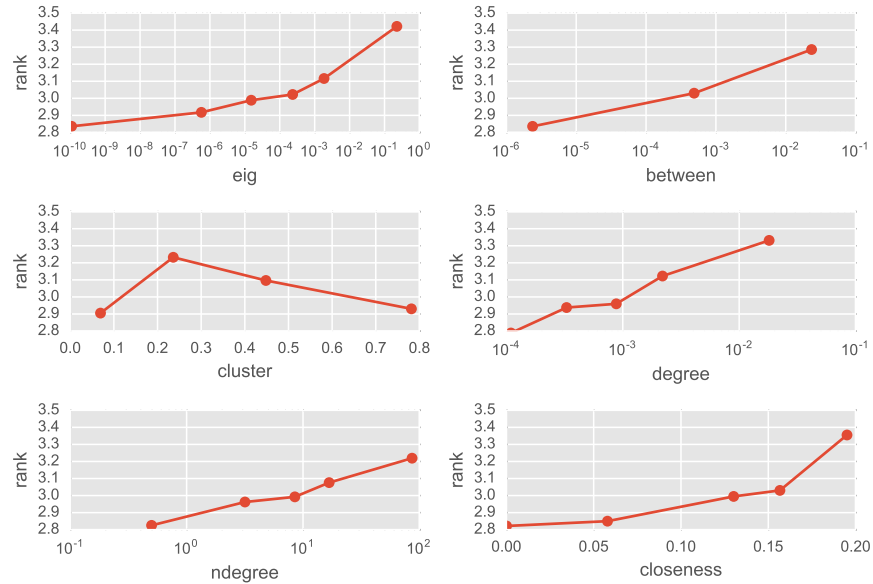 3.5
3.4
3.3
3.2
3.1
3.0
2.9
2.8
rank
10^-10 10^-9 10^-8 10^-7 10^-6 10^-5 10^-4 10^-3 10^-2 10^-1 10^0
eig
3.5
3.4
3.3
3.2
3.1
3.0
2.9
2.8
rank
10^-6 10^-5 10^-4 10^-3 10^-2 10^-1
between
3.5
3.4
3.3
3.2
3.1
3.0
2.9
2.8
rank
0.0 0.1 0.2 0.3 0.4 0.5 0.6 0.7 0.8
cluster
3.5
3.4
3.3
3.2
3.1
3.0
2.9
2.8
rank
10^-4 10^-3 10^-2 10^-1
degree
3.5
3.4
3.3
3.2
3.1
3.0
2.9
2.8
rank
10^-1 10^0 10^1 10^2
ndegree
3.5
3.4
3.3
3.2
3.1
3.0
2.9
2.8
rank
0.00 0.05 0.10 0.15 0.20
closeness